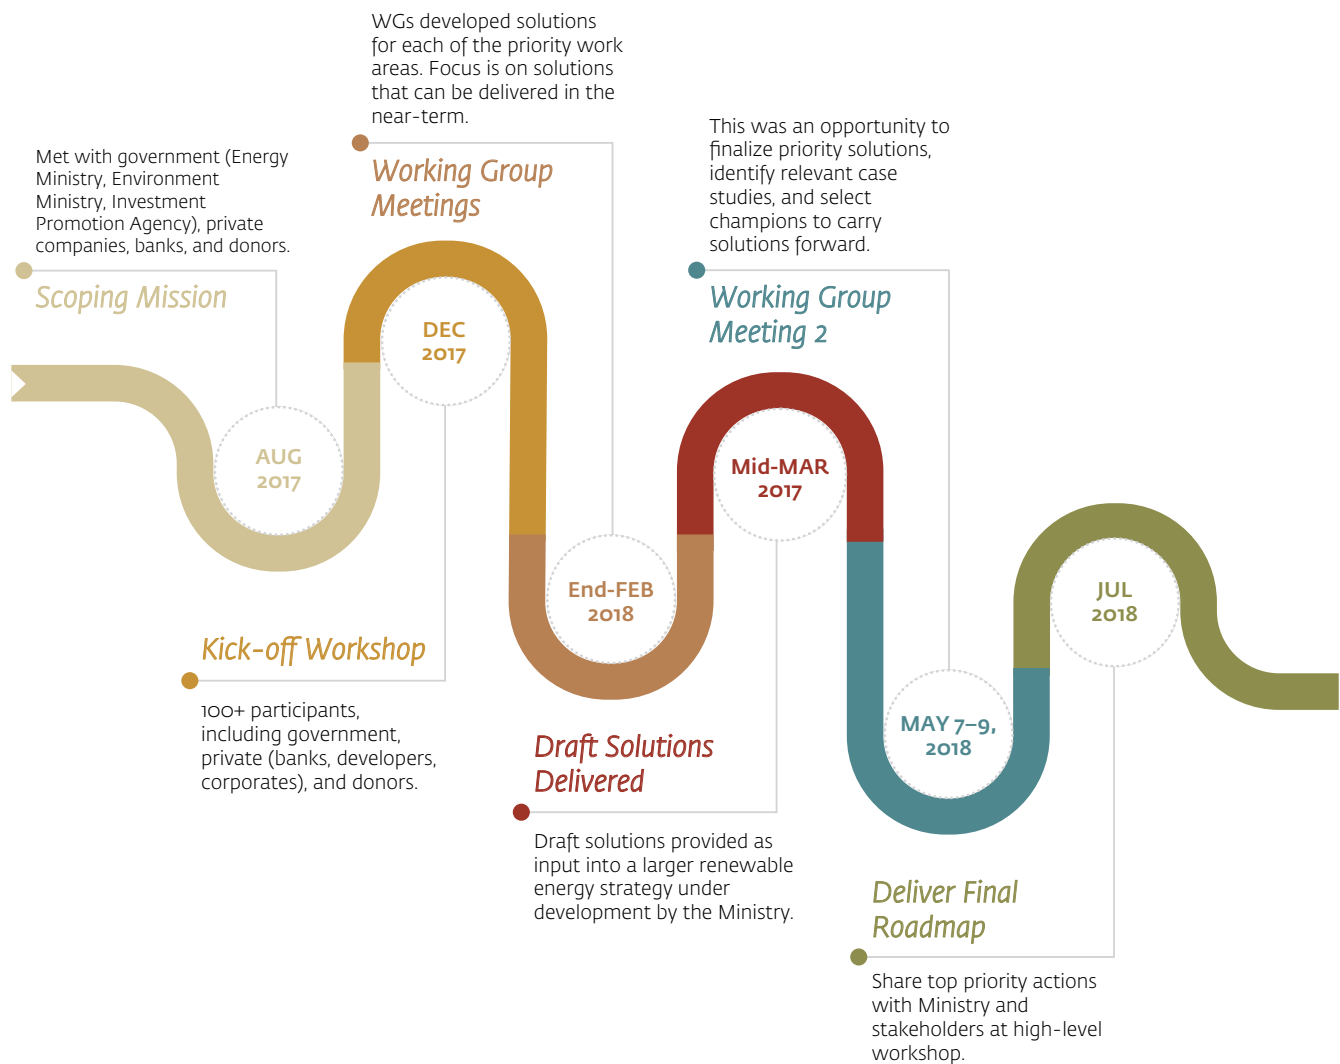 Met with government (Energy
Ministry, Environment
Ministry, Investment
Promotion Agency), private
companies, banks, and donors.
Scoping Mission
AUG
2017
DEC
2017
Kick-off Workshop
100+ participants,
including government,
private (banks, developers,
corporates), and donors.
WGs developed solutions
for each of the priority work
areas. Focus is on solutions
that can be delivered in the
near-term.
Working Group
Meetings
End-FEB
2018
Mid-MAR
2017
Draft Solutions
Delivered
Draft solutions provided as
input into a larger renewable
energy strategy under
development by the Ministry.
This was an opportunity to
finalize priority solutions,
identify relevant case
studies, and select
champions to carry
solutions forward.
Working Group
Meeting 2
MAY 7–9,
2018
JUL
2018
Deliver Final
Roadmap
Share top priority actions
with Ministry and
stakeholders at high-level
workshop.